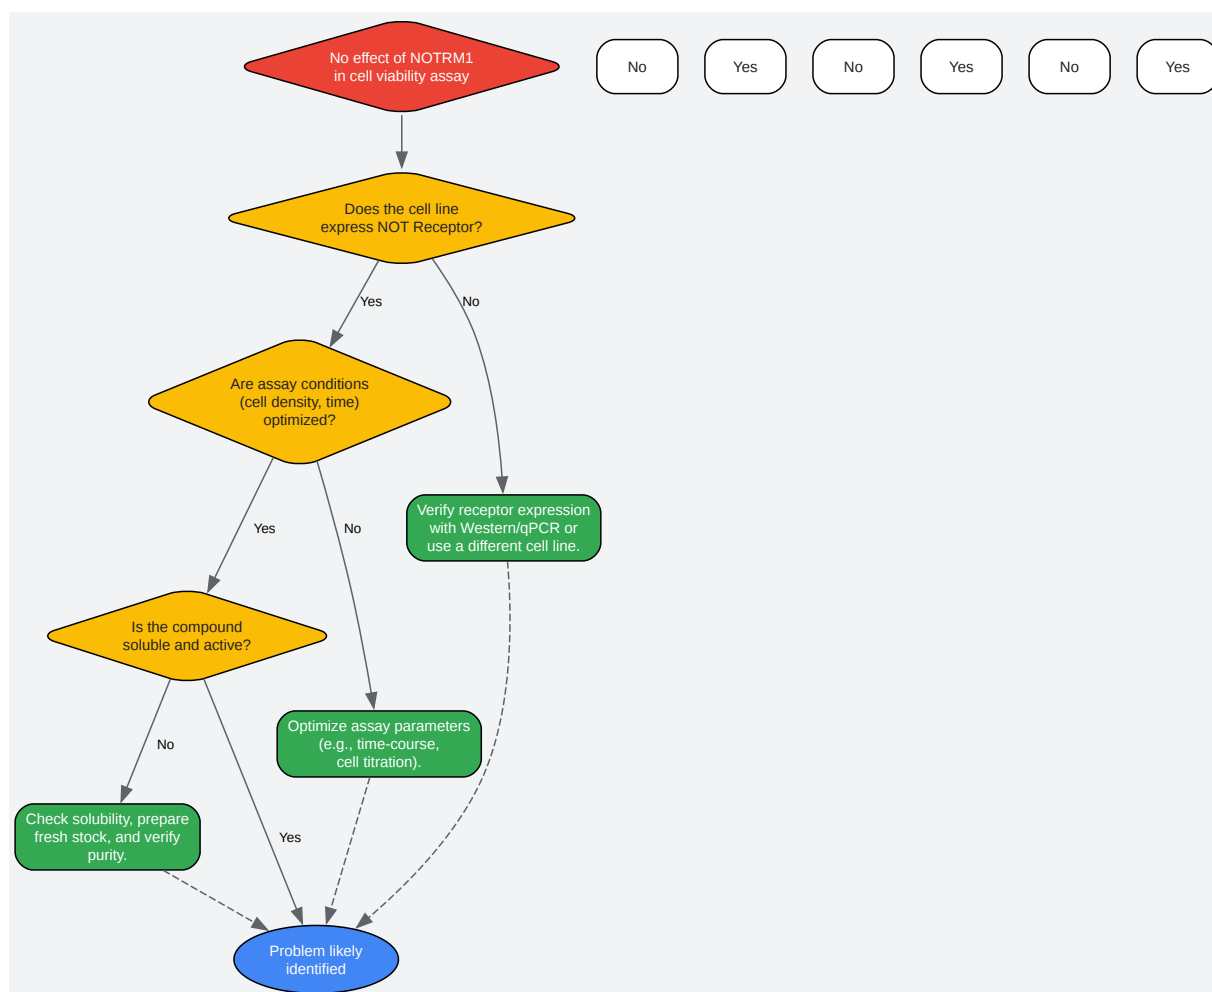 No effect of NOTRM1
in cell viability assay
No
Yes
No
Yes
No
Yes
Does the cell line
express NOT Receptor?
Yes
No
Are assay conditions
(cell density, time)
optimized?
Yes
No
Verify receptor expression
with Western/qPCR or
use a different cell line.
Is the compound
soluble and active?
No
Optimize assay parameters
(e.g., time-course,
cell titration).
Check solubility, prepare
fresh stock, and verify
purity.
Yes
Problem likely
identified